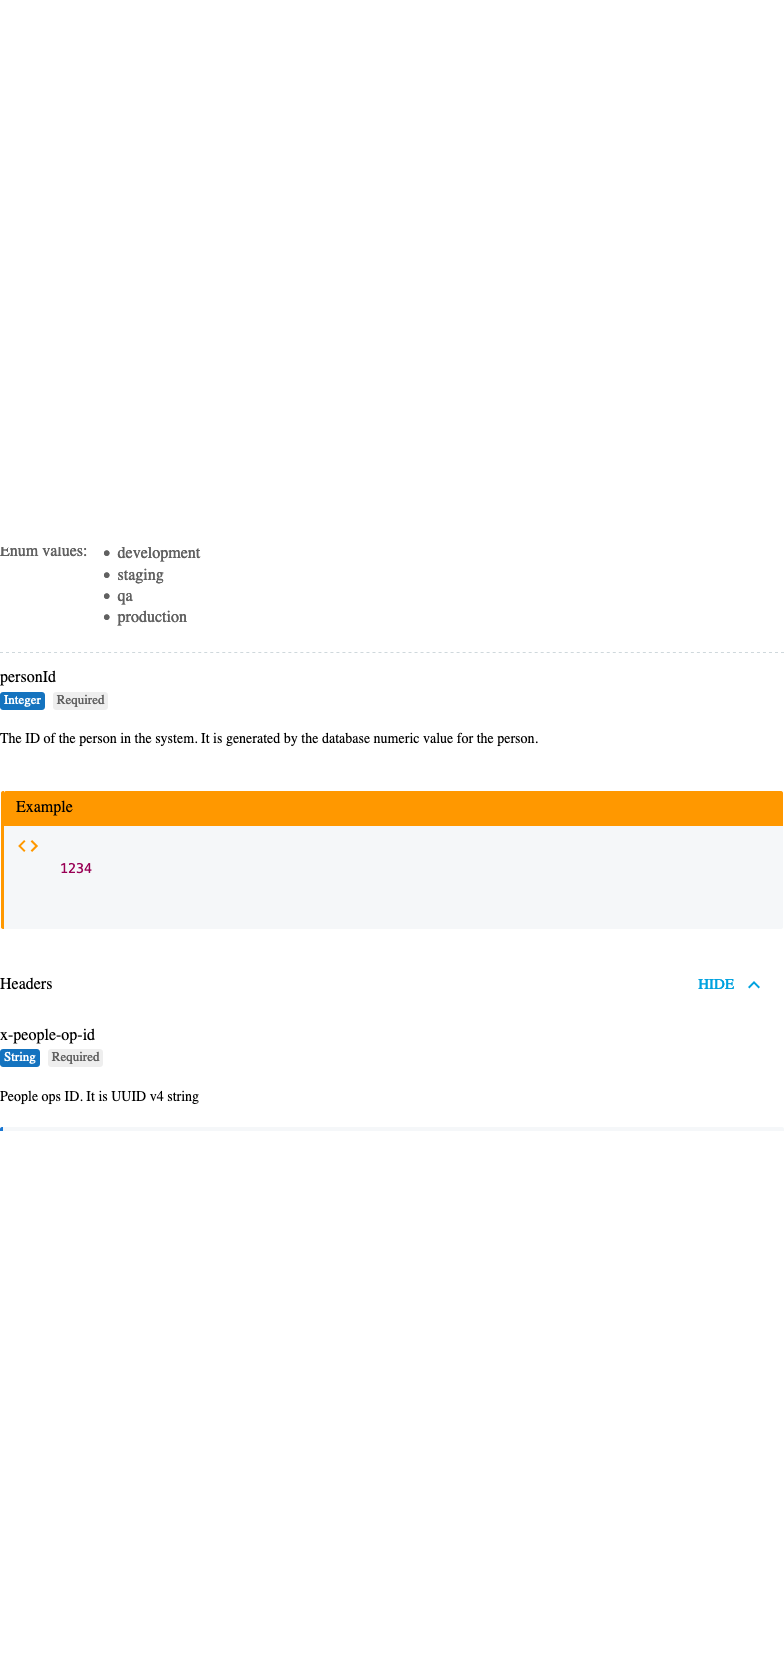 Enum values:
development
staging
qa
production
personId
Integer Required
The ID of the person in the system. It is generated by the database numeric value for the person.
Example
1234
Headers HIDE
x-people-op-id
String Required
People ops ID. It is UUID v4 string